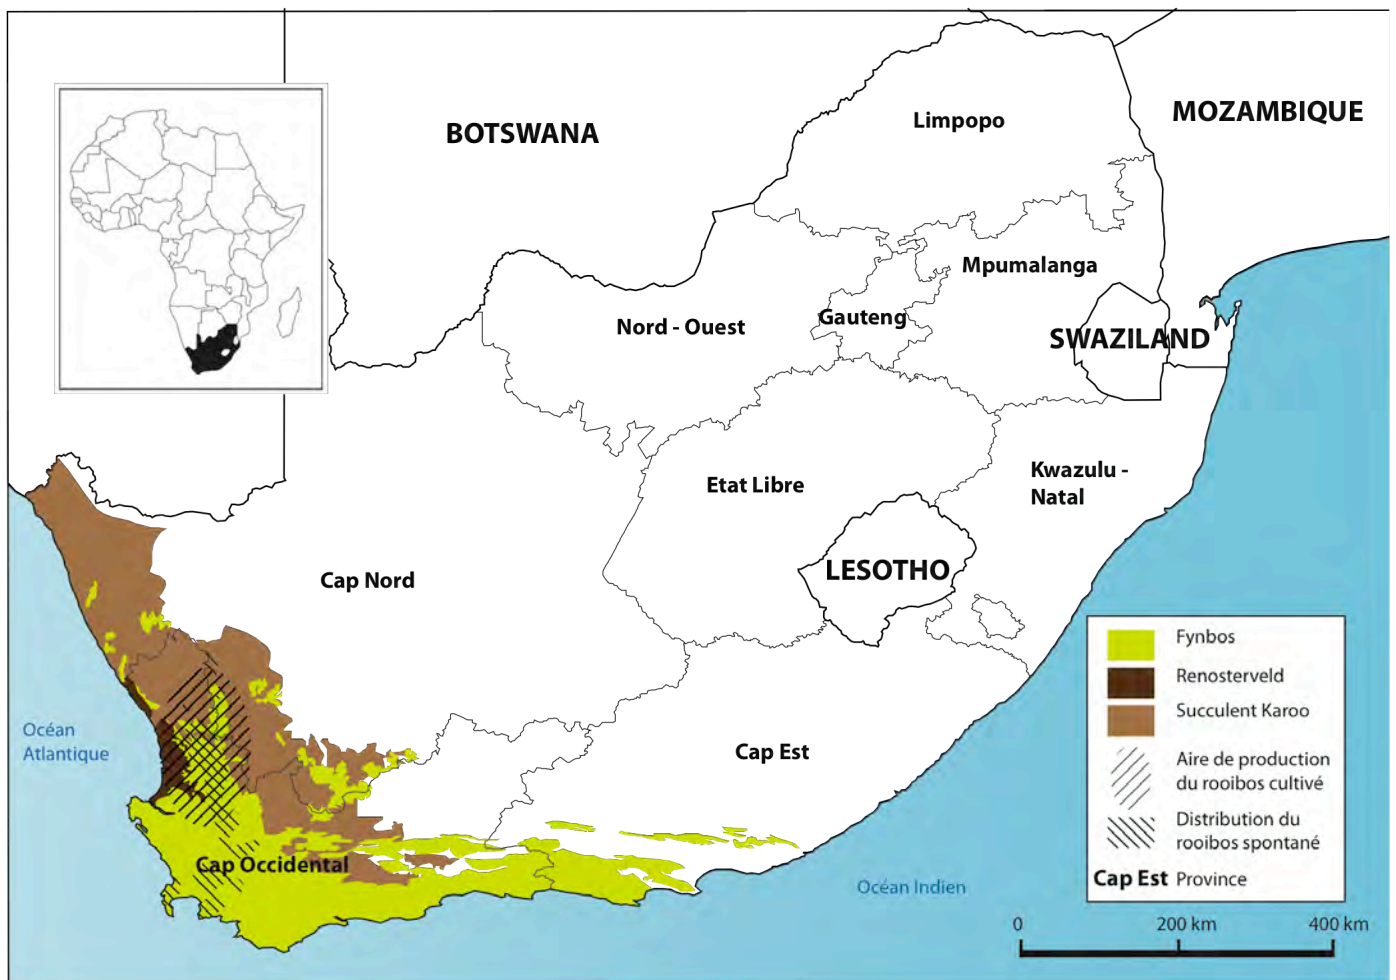 MOZAMBIQUE
Limpopo
BOTSWANA
Mpumalanga
Gauteng
Nord - Ouest
SWAZILAND
Etat Libre
Kwazulu -
Natal
LESOTHO
Cap Nord
Océan
Atlantique
Cap Est
Cap Occidental
Océan Indien
Fynbos
Renosterveld
Succulent Karoo
Aire de production
du rooibos cultivé
Distribution du
rooibos spontané
Cap Est Province
0 200 km 400 km